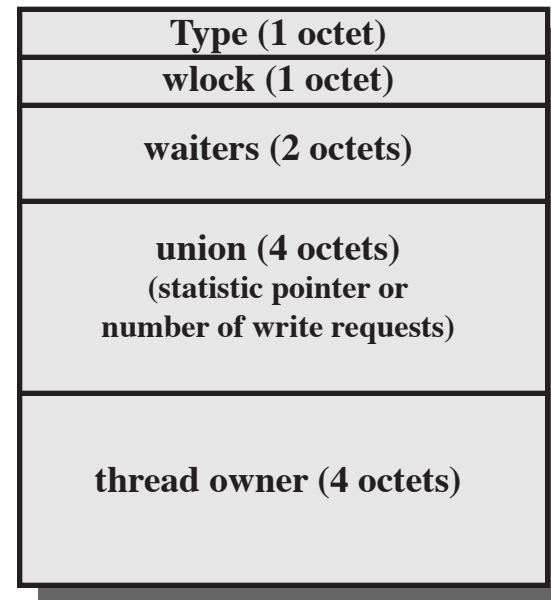 Type (1 octet)
wlock (1 octet)
waiters (2 octets)
union (4 octets)
(statistic pointer or
number of write requests)
thread owner (4 octets)